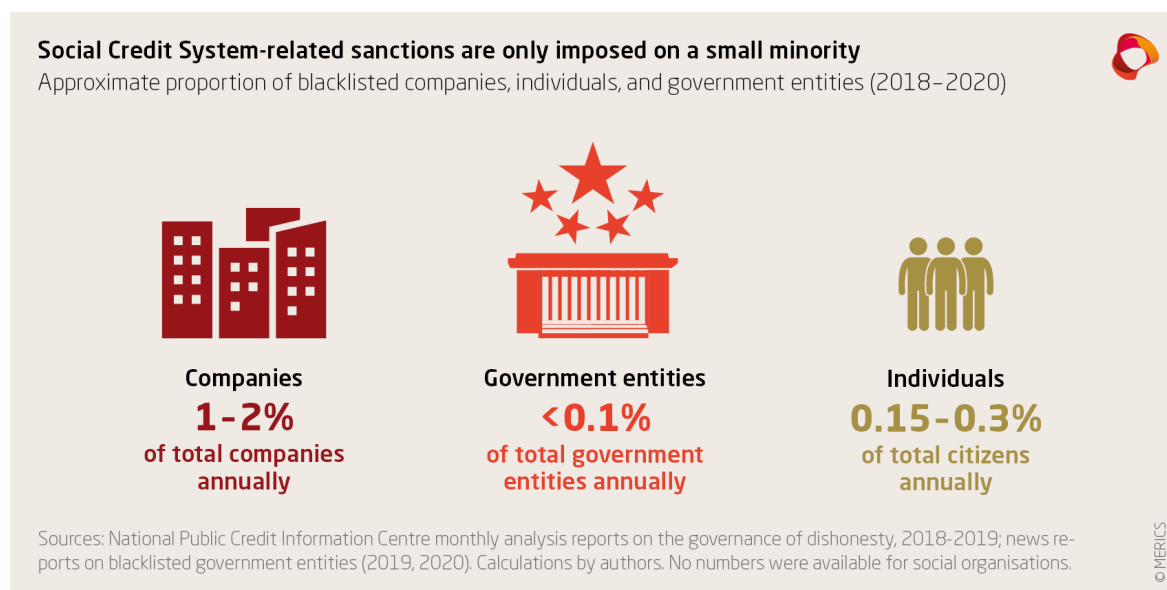 Social Credit System-related sanctions are only imposed on a small minority
Approximate proportion of blacklisted companies, individuals, and government entities (2018–2020)
Companies
1–2%
of total companies
annually
Government entities
<0.1%
of total government
entities annually
Individuals
0.15–0.3%
of total citizens
annually
Sources: National Public Credit Information Centre monthly analysis reports on the governance of dishonesty, 2018-2019; news re-
ports on blacklisted government entities (2019, 2020). Calculations by authors. No numbers were available for social organisations.
© MERICS